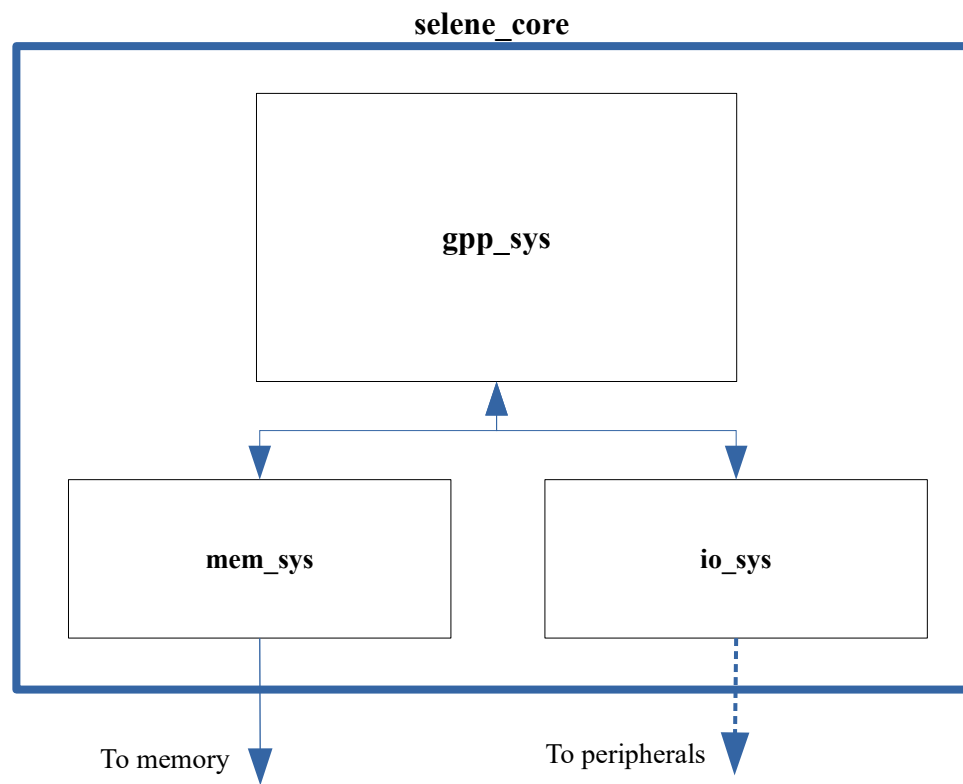 selene_core
gpp_sys
mem_sys
io_sys
To memory
To peripherals